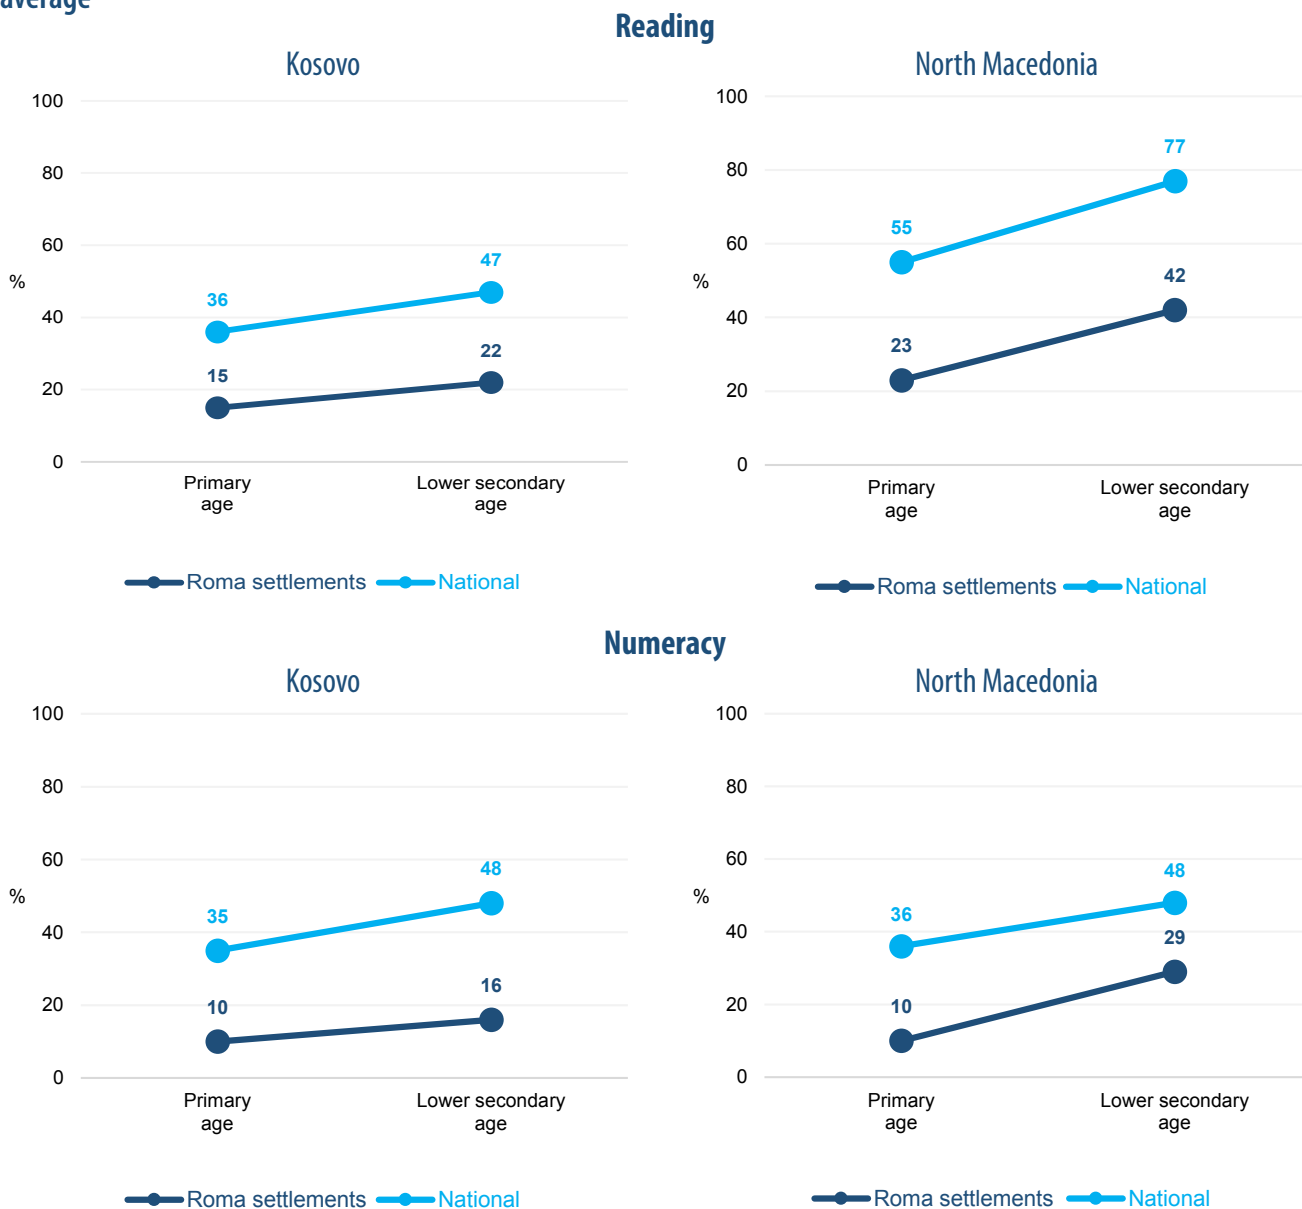 average
Reading
Kosovo
100
80
60
%
40
20
0
36
47
15
22
Primary
age
Lower secondary
age
Roma settlements National
North Macedonia
100
80
60
%
40
20
0
55
77
23
42
Primary
age
Lower secondary
age
Roma settlements National
Numeracy
Kosovo
100
80
60
%
40
20
0
35
48
10
16
Primary
age
Lower secondary
age
Roma settlements National
North Macedonia
100
80
60
%
40
20
0
36
48
10
29
Primary
age
Lower secondary
age
Roma settlements National